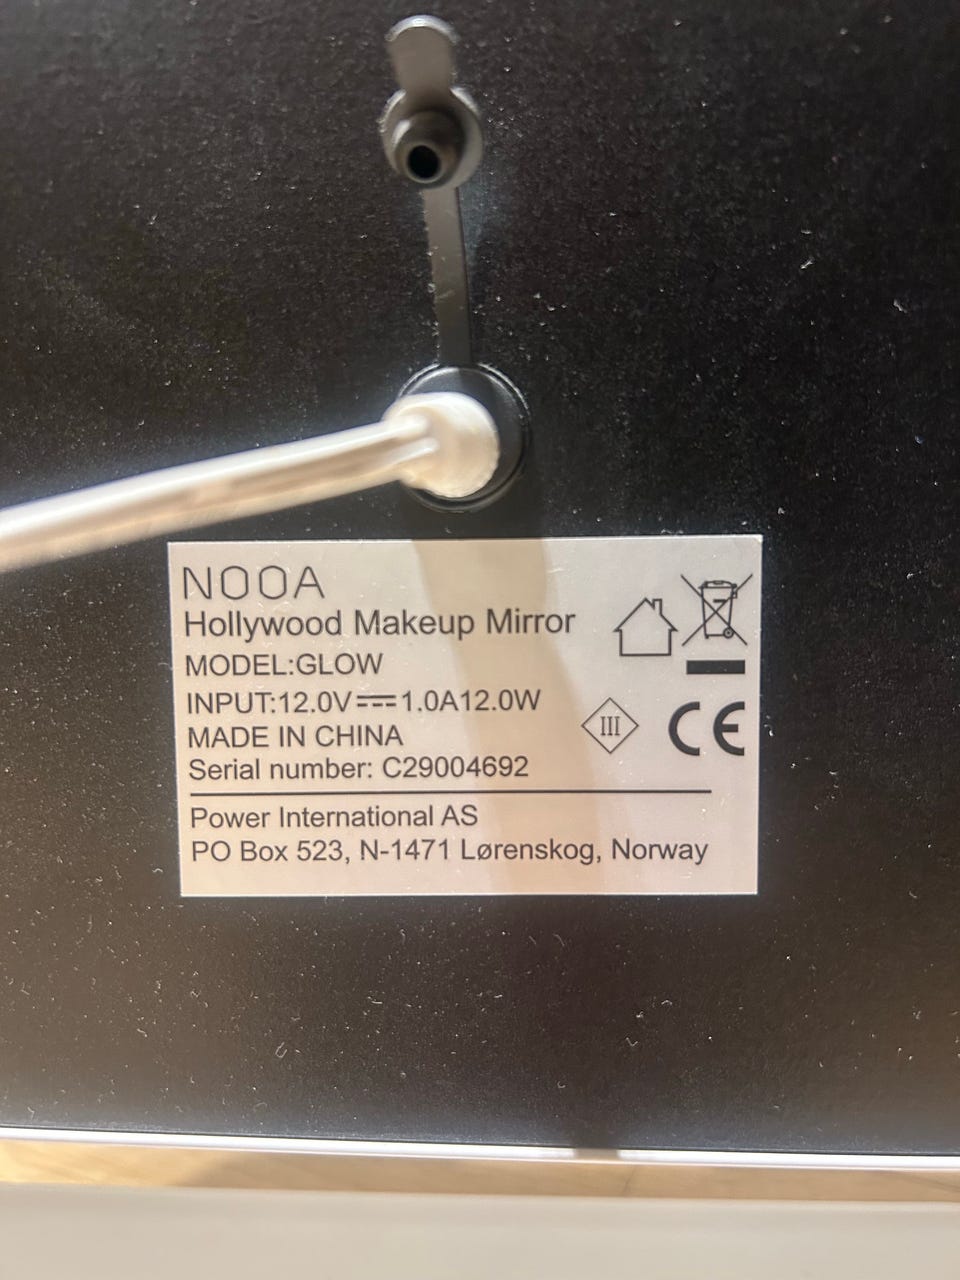 NOOA
Hollywood Makeup Mirror
MODEL:GLOW
INPUT:12.0V⎓1.0A12.0W
MADE IN CHINA
Serial number: C29004692
III
CE
Power International AS
PO Box 523, N-1471 Lørenskog, Norway